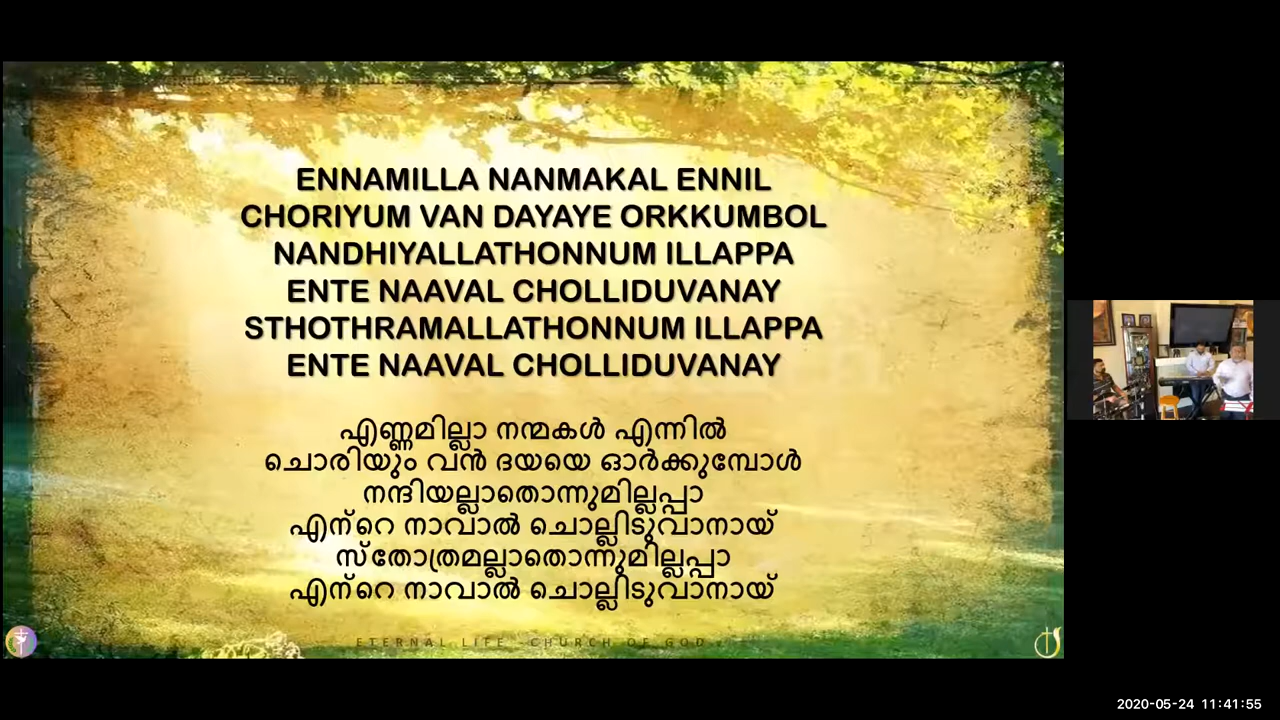 ENNAMILLA NANMAKAL ENNIL
CHORIYUM VAN DAYAYE ORKKUMBOL
NANDHIYALLATHONNUM ILLAPPA
ENTE NAAVAL CHOLLIDUVANAY
STHOTHRAMALLATHONNUM ILLAPPA
ENTE NAAVAL CHOLLIDUVANAY
എണ്ണമില്ലാ നന്മകൾ എന്നിൽ
ചൊരിയും വൻ ദയയെ ഓർക്കുമ്പോൾ
നന്ദിയല്ലാതൊന്നുമില്ലപ്പാ
എൻ്റെ നാവാൽ ചൊല്ലിടുവാനായ്
സ്തോത്രമല്ലാതൊന്നുമില്ലപ്പാ
എൻ്റെ നാവാൽ ചൊല്ലിടുവാനായ്
ETERNAL LIFE CHURCH OF GOD
2020-05-24 11:41:55